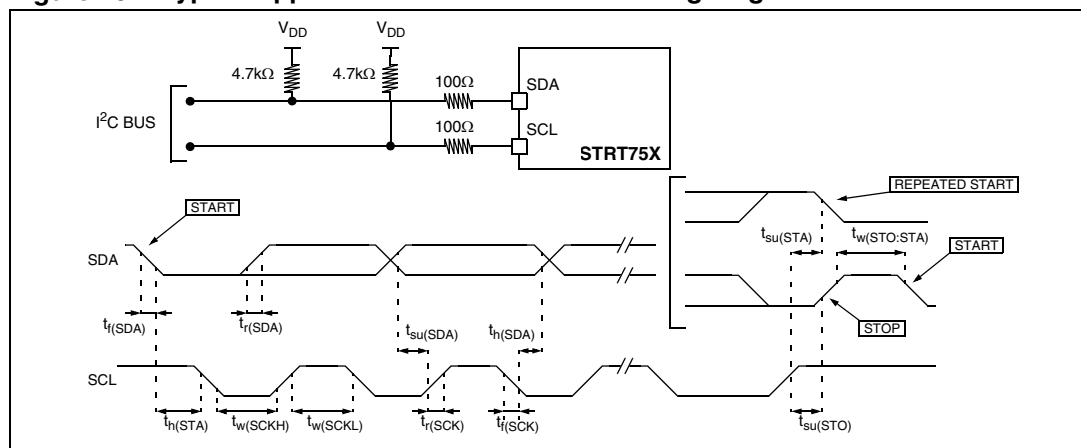 V_DD V_DD
4.7kΩ 4.7kΩ
100Ω
SDA
I²C BUS
100Ω
SCL
STRT75X
REPEATED START
START
t_su(STA) t_w(STO:STA)
START
SDA
t_f(SDA) t_r(SDA)
t_su(SDA) t_h(SDA)
STOP
SCL
t_h(STA) t_w(SCKH) t_w(SCKL) t_r(SCK) t_f(SCK) t_su(STO)